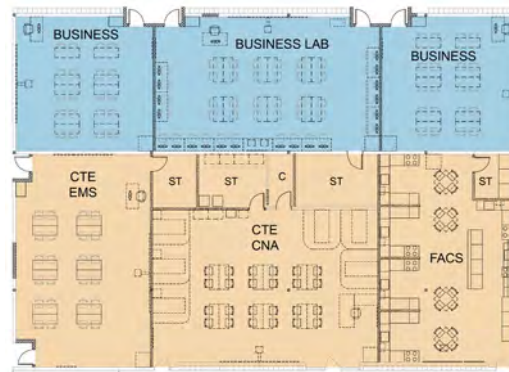 BUSINESS
BUSINESS LAB
BUSINESS
CTE
EMS
ST
ST
C
ST
ST
CTE
CNA
FACS